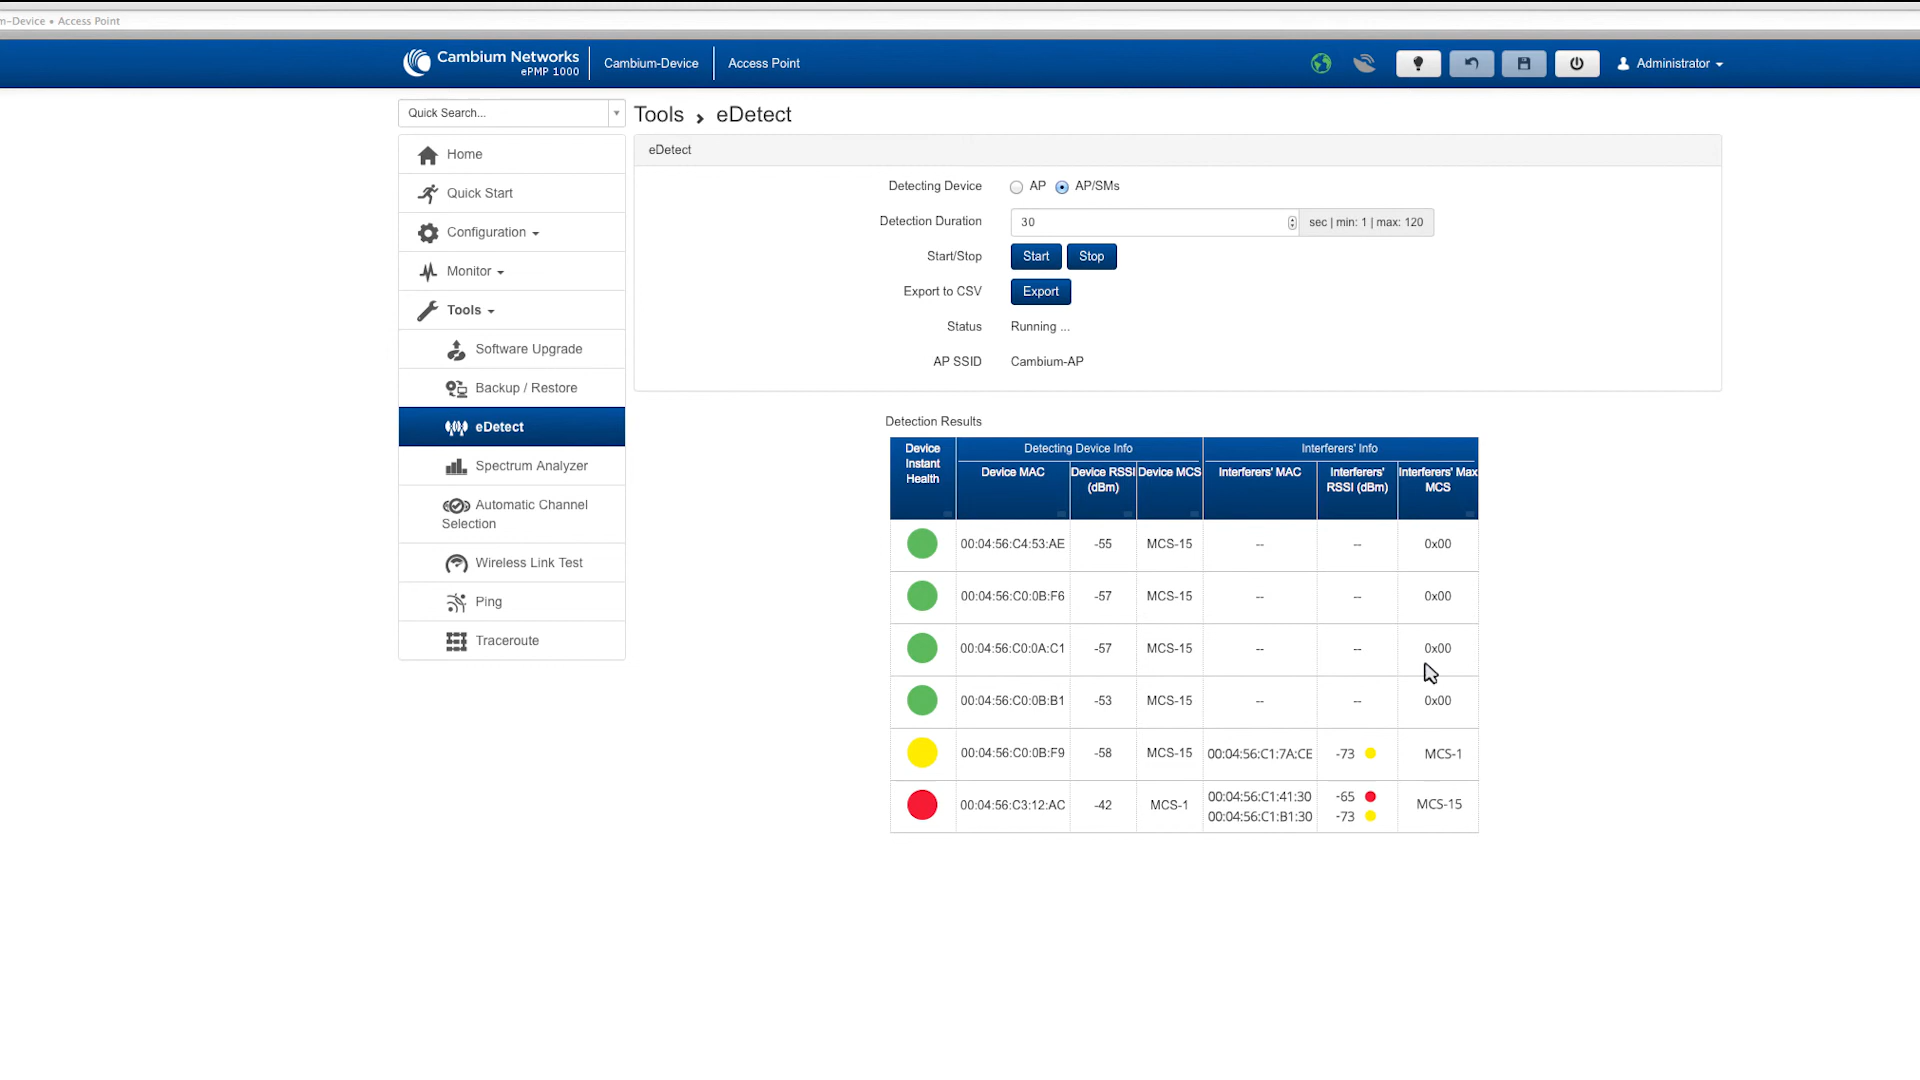 m-Device • Access Point
Cambium Networks
ePMP 1000
Cambium-Device
Access Point
Administrator
Quick Search...
Home
Quick Start
Configuration
Monitor
Tools
Software Upgrade
Backup / Restore
eDetect
Spectrum Analyzer
Automatic Channel
Selection
Wireless Link Test
Ping
Traceroute
Tools > eDetect
eDetect
Detecting Device AP AP/SMs
Detection Duration 30 sec | min: 1 | max: 120
Start/Stop Start Stop
Export to CSV Export
Status Running ...
AP SSID Cambium-AP
Detection Results
Device Instant Health Detecting Device Info Interferers' Info
Device MAC Device RSSI (dBm) Device MCS Interferers' MAC Interferers' RSSI (dBm) Interferers' Max MCS
00:04:56:C4:53:AE -55 MCS-15 -- -- 0x00
00:04:56:C0:0B:F6 -57 MCS-15 -- -- 0x00
00:04:56:C0:0A:C1 -57 MCS-15 -- -- 0x00
00:04:56:C0:0B:B1 -53 MCS-15 -- -- 0x00
00:04:56:C0:0B:F9 -58 MCS-15 00:04:56:C1:7A:CE -73 MCS-1
00:04:56:C3:12:AC -42 MCS-1 00:04:56:C1:41:30 -65 MCS-15
00:04:56:C1:B1:30 -73